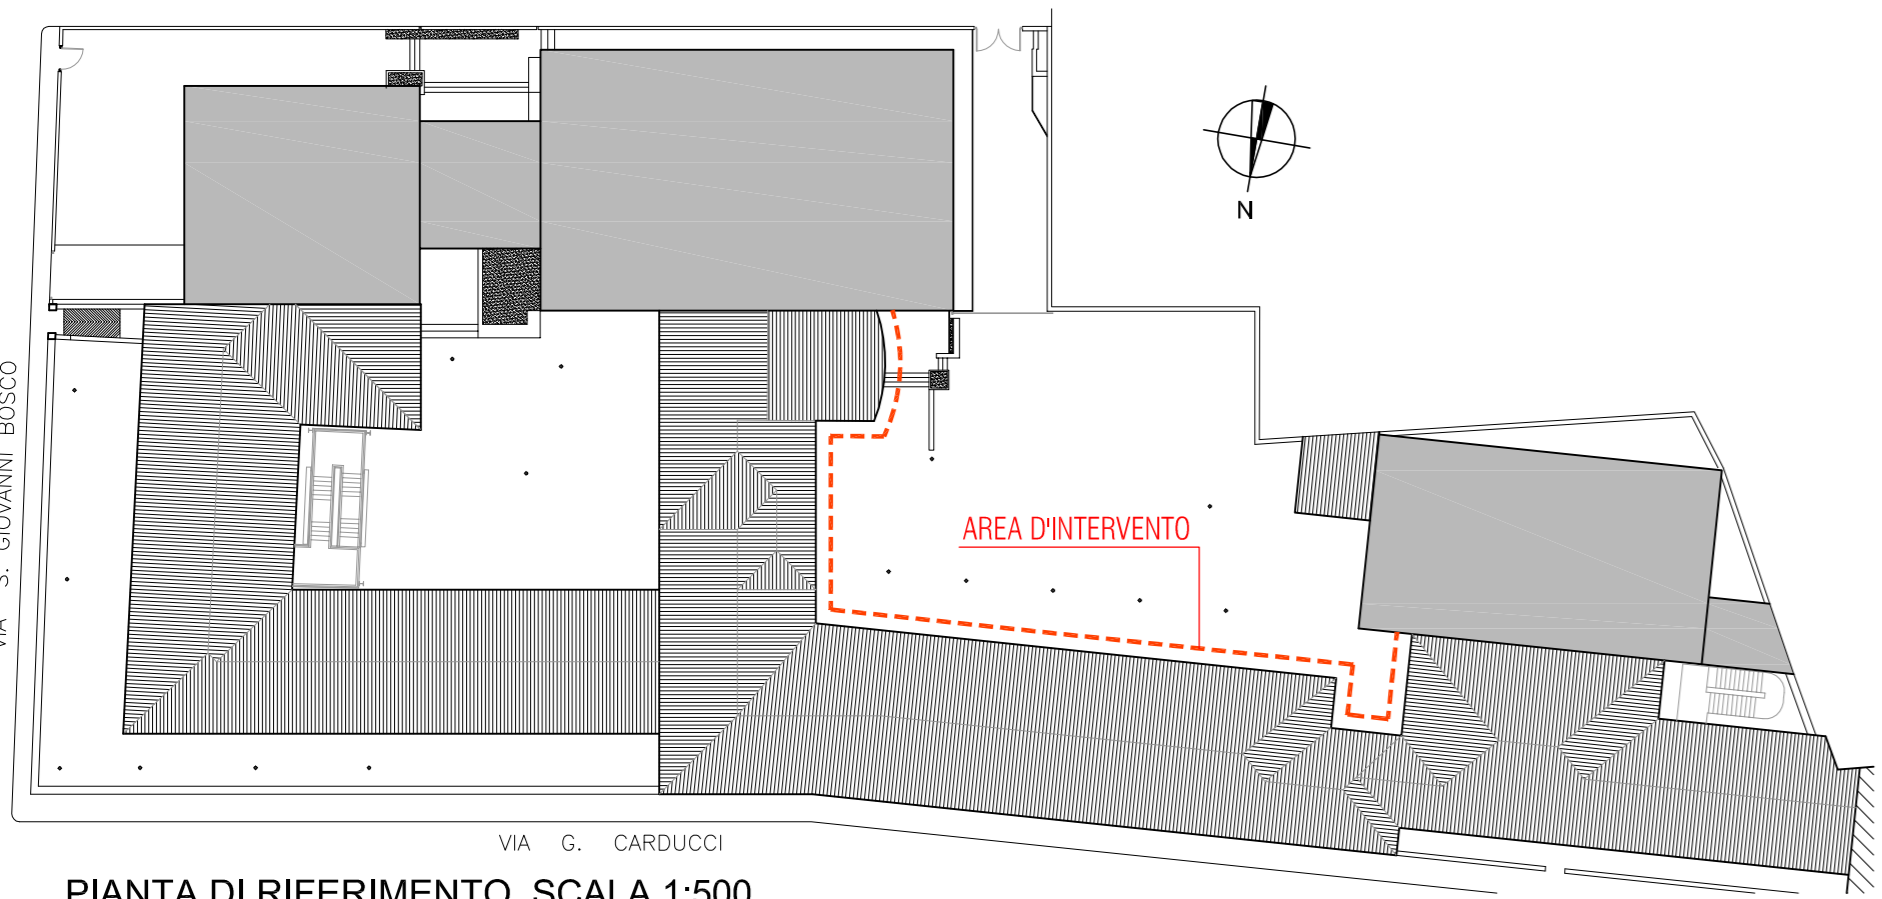 N
VIA S. GIOVANNI BOSCO
AREA D'INTERVENTO
VIA G. CARDUCCI
PIANTA DI RIFERIMENTO SCALA 1:500